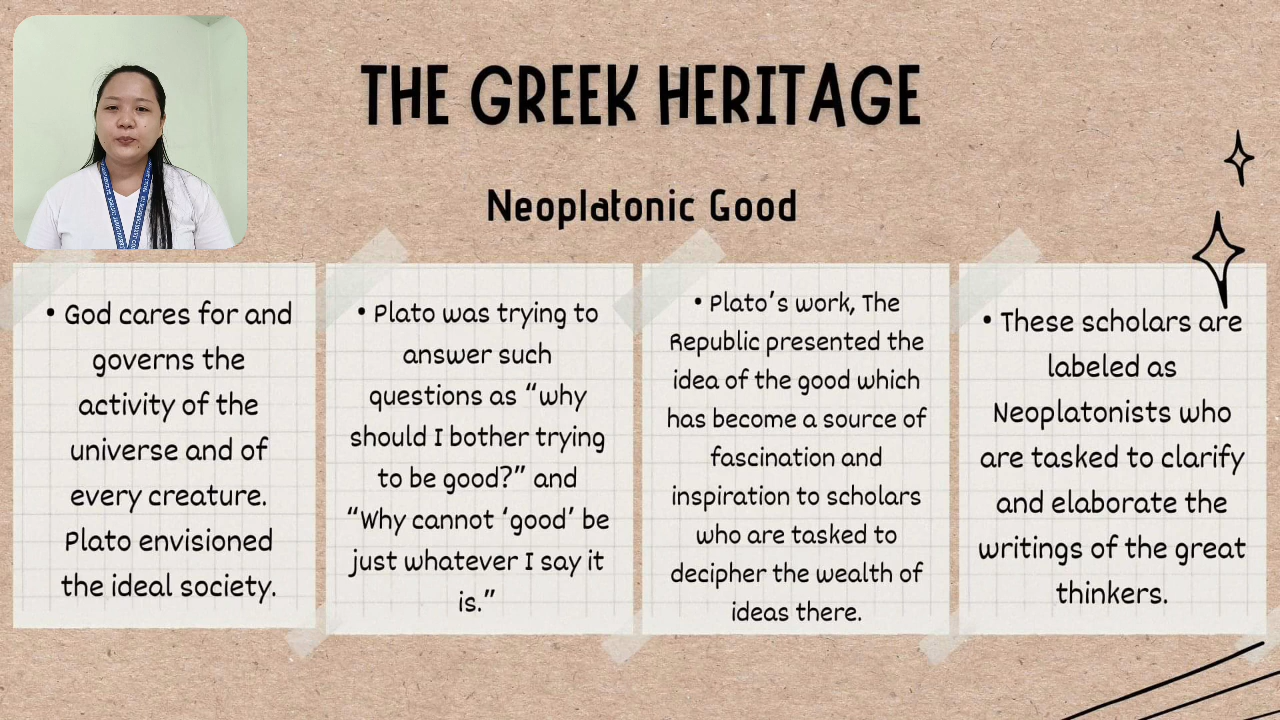 THE GREEK HERITAGE
Neoplatonic Good
• God cares for and
governs the
activity of the
universe and of
every creature.
Plato envisioned
the ideal society.
• Plato was trying to
answer such
questions as “why
should I bother trying
to be good?” and
“Why cannot ‘good’ be
just whatever I say it
is.”
• Plato’s work, The
Republic presented the
idea of the good which
has become a source of
fascination and
inspiration to scholars
who are tasked to
decipher the wealth of
ideas there.
• These scholars are
labeled as
Neoplatonists who
are tasked to clarify
and elaborate the
writings of the great
thinkers.